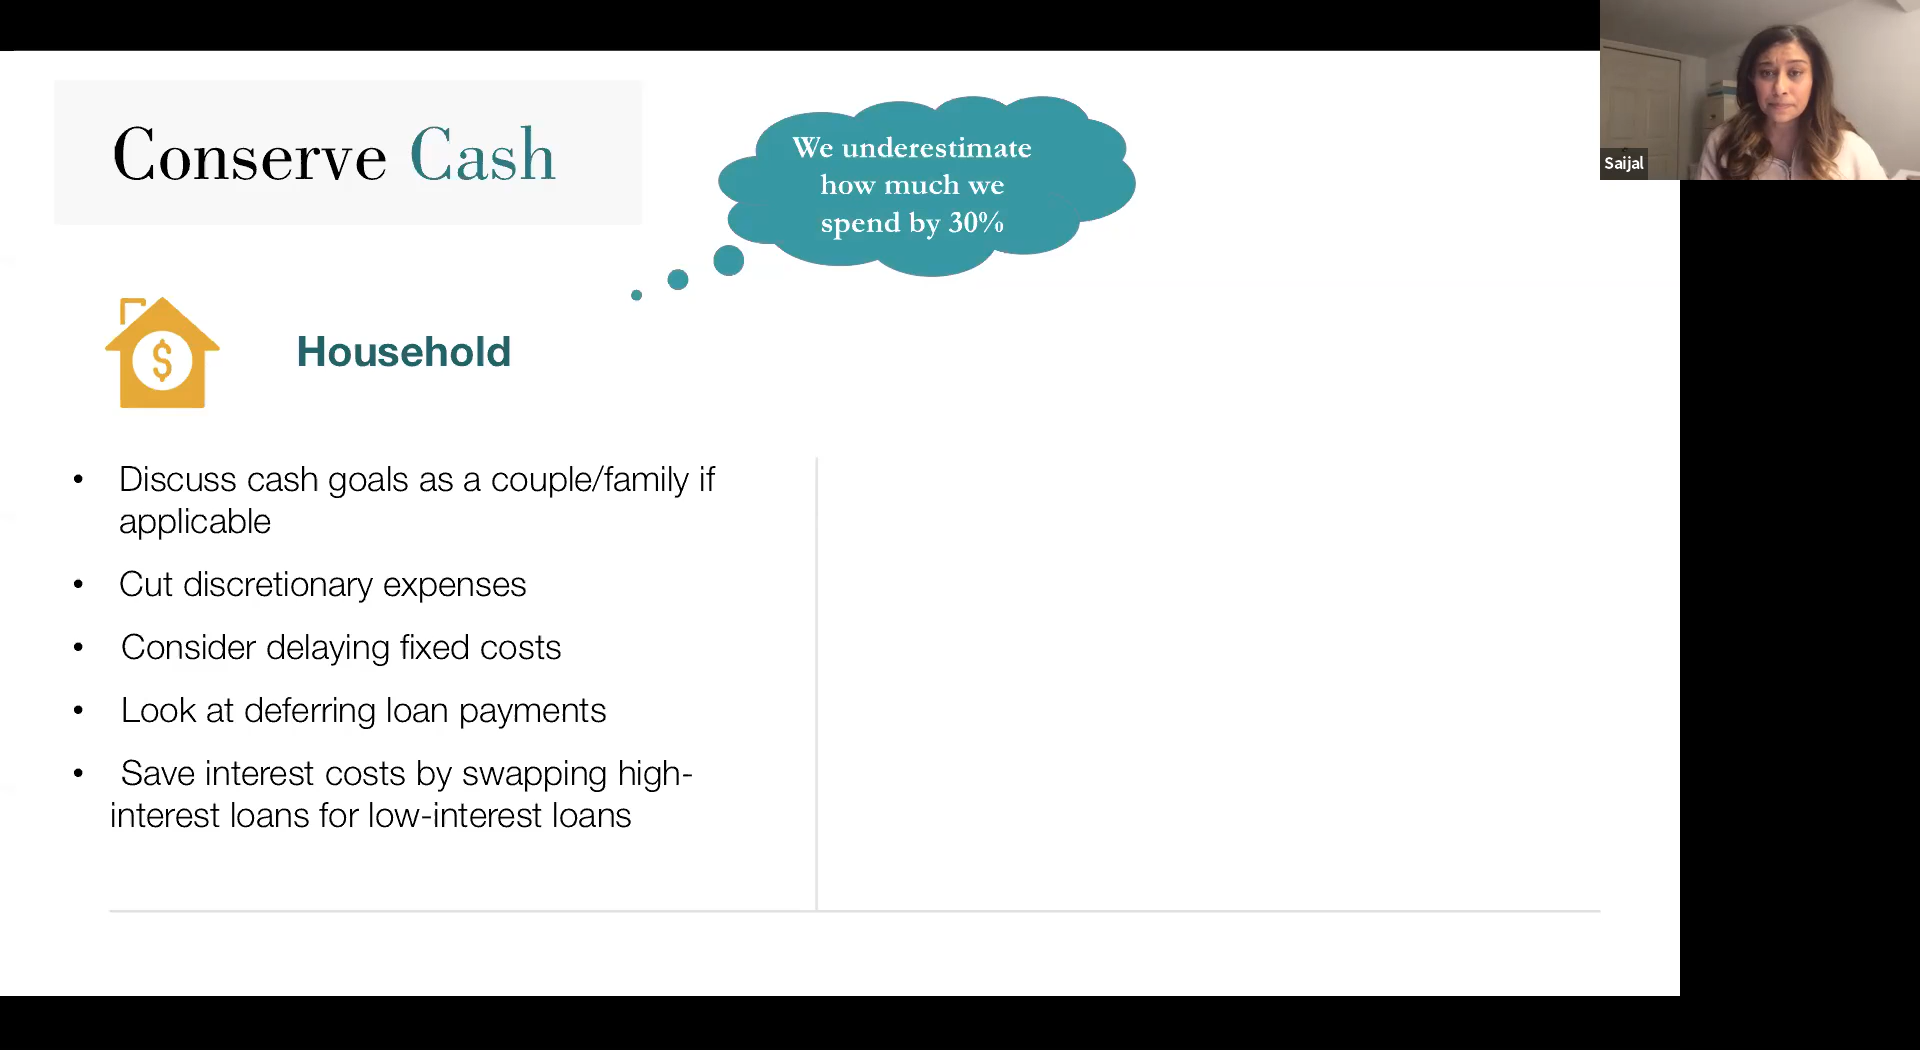 Conserve Cash
We underestimate
how much we
spend by 30%
Saijal
$
Household
• Discuss cash goals as a couple/family if
applicable
• Cut discretionary expenses
• Consider delaying fixed costs
• Look at deferring loan payments
• Save interest costs by swapping high-
interest loans for low-interest loans